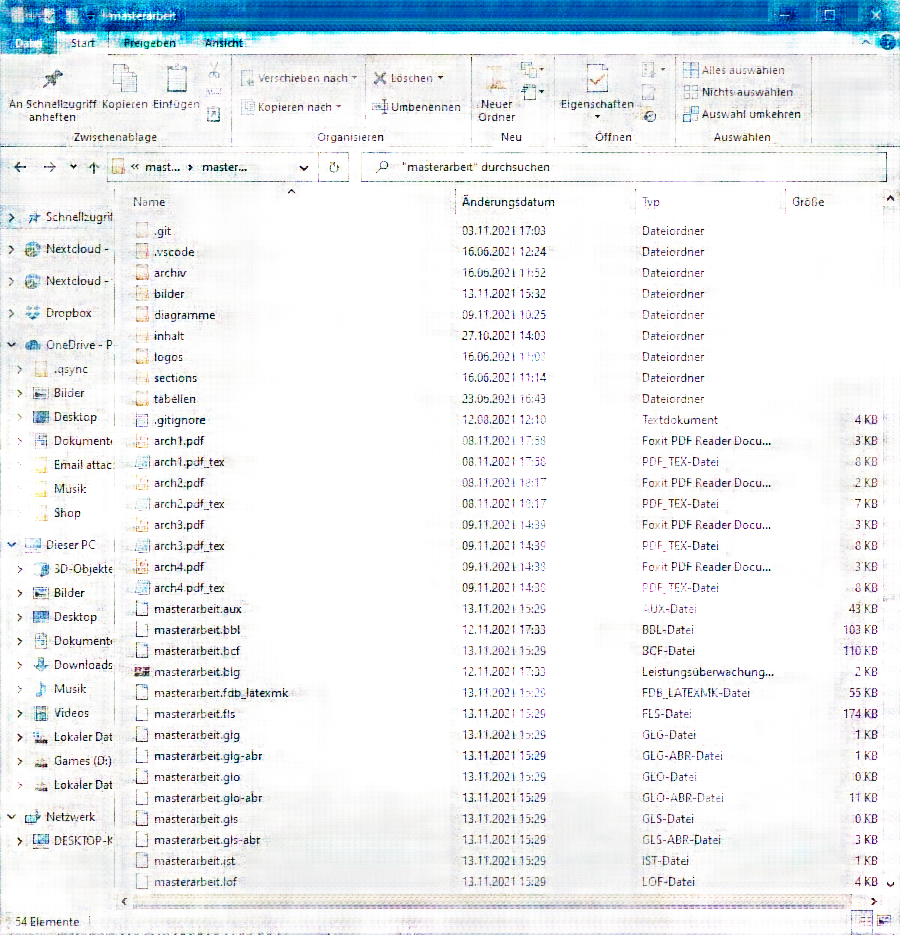 masterarbeit
Datei Start Freigeben Ansicht
An Schnellzugriff anheften Kopieren Einfügen
Verschieben nach Löschen
Kopieren nach Umbenennen
Neuer Ordner
Eigenschaften
Alles auswählen
Nichts auswählen
Auswahl umkehren
Zwischenablage Organisieren Neu Öffnen Auswählen
« mast... › master... "masterarbeit" durchsuchen
Name Änderungsdatum Typ Größe
Schnellzugrif
Nextcloud -
Nextcloud -
Dropbox
OneDrive - P
.qsync
Bilder
Desktop
Dokumente
Email attac
Musik
Shop
Dieser PC
3D-Objekte
Bilder
Desktop
Dokumente
Downloads
Musik
Videos
Lokaler Dat
Games (D:)
Lokaler Dat
Netzwerk
DESKTOP-K
.git 03.11.2021 17:03 Dateiordner
.vscode 16.06.2021 12:24 Dateiordner
archiv 16.06.2021 Dateiordner
bilder 13.11.2021 15:32 Dateiordner
diagramme 09.11.2021 10:25 Dateiordner
inhalt 27.10.2021 14:03 Dateiordner
logos 16.06.2021 Dateiordner
sections 16.06.2021 11:14 Dateiordner
tabellen 23.06.2021 16:43 Dateiordner
.gitignore 12.08.2021 12:10 Textdokument 4 KB
arch1.pdf 08.11.2021 17:58 Foxit PDF Reader Docu... 3 KB
arch1.pdf_tex 08.11.2021 17:58 PDF_TEX-Datei 8 KB
arch2.pdf 08.11.2021 18:17 Foxit PDF Reader Docu... 2 KB
arch2.pdf_tex 08.11.2021 18:17 PDF_TEX-Datei 7 KB
arch3.pdf 09.11.2021 14:39 Foxit PDF Reader Docu... 3 KB
arch3.pdf_tex 09.11.2021 14:39 PDF_TEX-Datei 8 KB
arch4.pdf 09.11.2021 14:38 Foxit PDF Reader Docu... 3 KB
arch4.pdf_tex 09.11.2021 14:38 PDF_TEX-Datei 8 KB
masterarbeit.aux 13.11.2021 15:29 AUX-Datei 43 KB
masterarbeit.bbl 12.11.2021 17:33 BBL-Datei 103 KB
masterarbeit.bcf 13.11.2021 15:29 BCF-Datei 110 KB
masterarbeit.blg 12.11.2021 17:33 Leistungsüberwachung... 2 KB
masterarbeit.fdb_latexmk 13.11.2021 15:29 FDB_LATEXMK-Datei 55 KB
masterarbeit.fls 13.11.2021 15:29 FLS-Datei 174 KB
masterarbeit.glg 13.11.2021 15:29 GLG-Datei 1 KB
masterarbeit.glg-abr 13.11.2021 15:29 GLG-ABR-Datei 1 KB
masterarbeit.glo 13.11.2021 15:29 GLO-Datei 0 KB
masterarbeit.glo-abr 13.11.2021 15:29 GLO-ABR-Datei 11 KB
masterarbeit.gls 13.11.2021 15:29 GLS-Datei 0 KB
masterarbeit.gls-abr 13.11.2021 15:29 GLS-ABR-Datei 3 KB
masterarbeit.ist 13.11.2021 15:29 IST-Datei 1 KB
masterarbeit.lof 13.11.2021 15:29 LOF-Datei 4 KB
54 Elemente